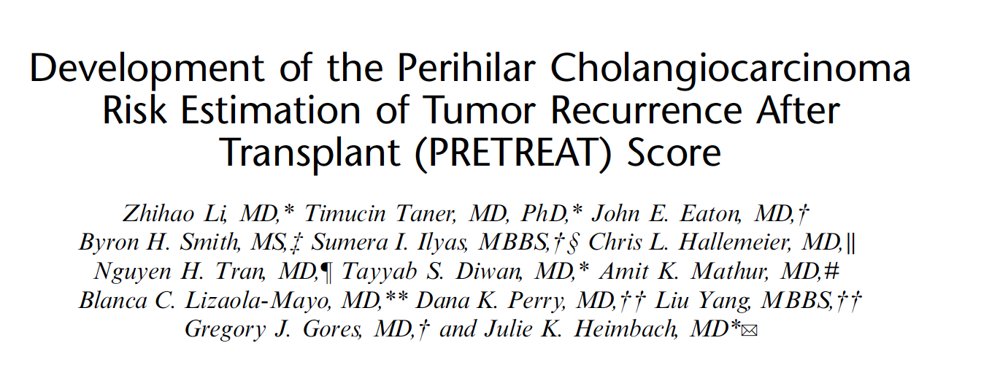 Development of the Perihilar Cholangiocarcinoma
Risk Estimation of Tumor Recurrence After
Transplant (PRETREAT) Score
Zhihao Li, MD,* Timucin Taner, MD, PhD,* John E. Eaton, MD,†
Byron H. Smith, MS,‡ Sumera I. Ilyas, MBBS,†§ Chris L. Hallemeier, MD,∥
Nguyen H. Tran, MD,¶ Tayyab S. Diwan, MD,* Amit K. Mathur, MD,#
Blanca C. Lizaola-Mayo, MD,** Dana K. Perry, MD,†† Liu Yang, MBBS,††
Gregory J. Gores, MD,† and Julie K. Heimbach, MD*✉